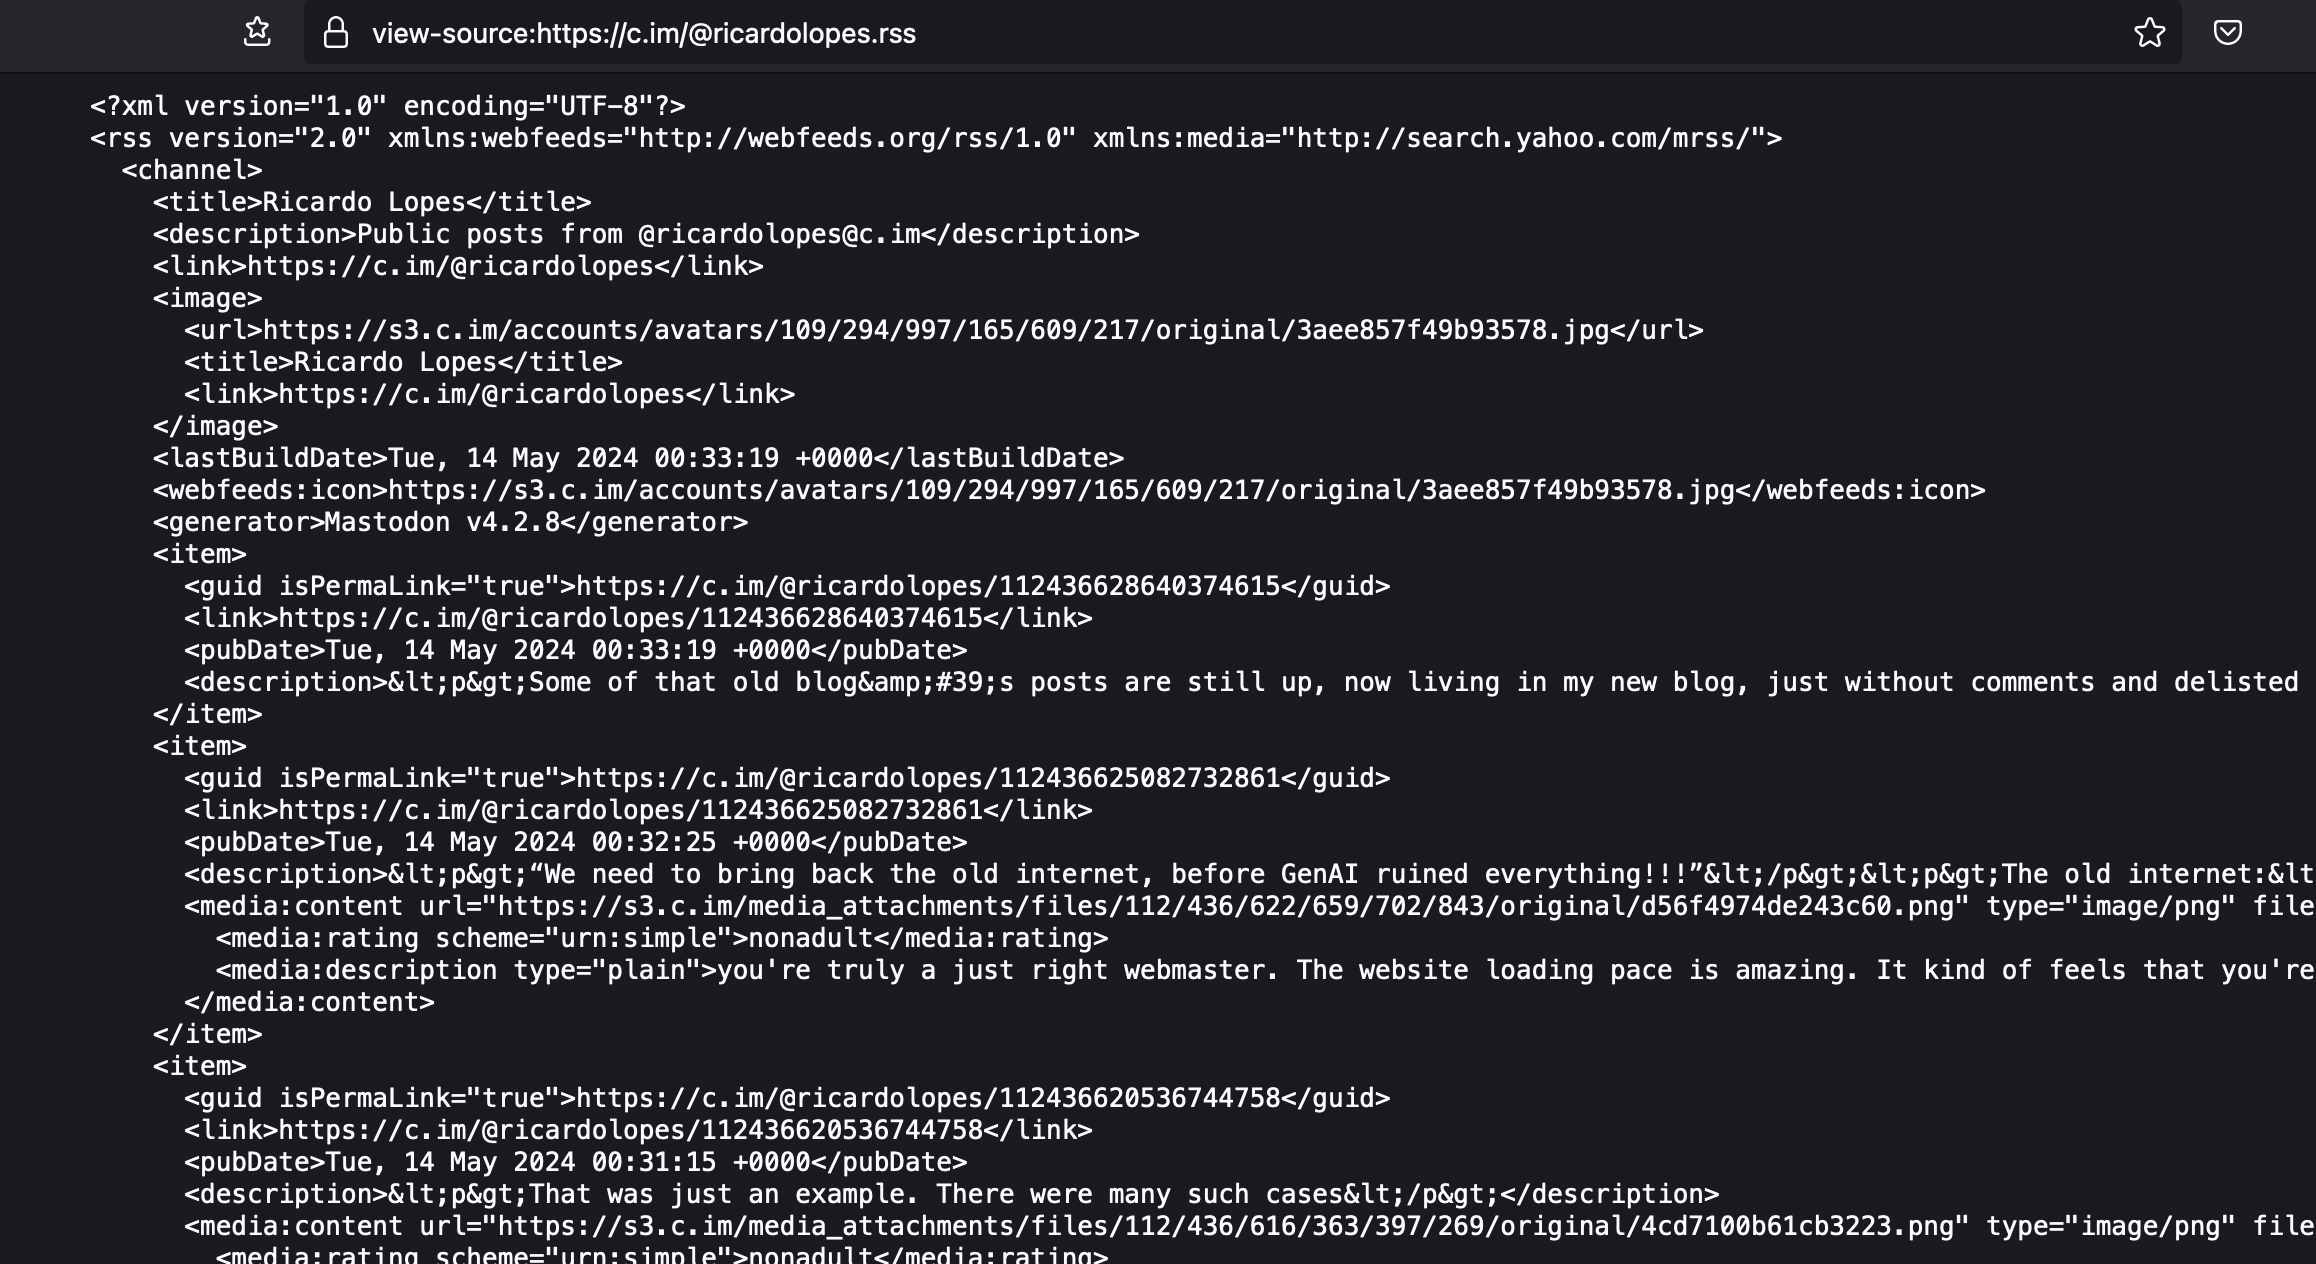 view-source:https://c.im/@ricardolopes.rss
<?xml version="1.0" encoding="UTF-8"?>
<rss version="2.0" xmlns:webfeeds="http://webfeeds.org/rss/1.0" xmlns:media="http://search.yahoo.com/mrss/">
<channel>
<title>Ricardo Lopes</title>
<description>Public posts from @ricardolopes@c.im</description>
<link>https://c.im/@ricardolopes</link>
<image>
<url>https://s3.c.im/accounts/avatars/109/294/997/165/609/217/original/3aee857f49b93578.jpg</url>
<title>Ricardo Lopes</title>
<link>https://c.im/@ricardolopes</link>
</image>
<lastBuildDate>Tue, 14 May 2024 00:33:19 +0000</lastBuildDate>
<webfeeds:icon>https://s3.c.im/accounts/avatars/109/294/997/165/609/217/original/3aee857f49b93578.jpg</webfeeds:icon>
<generator>Mastodon v4.2.8</generator>
<item>
<guid isPermaLink="true">https://c.im/@ricardolopes/112436628640374615</guid>
<link>https://c.im/@ricardolopes/112436628640374615</link>
<pubDate>Tue, 14 May 2024 00:33:19 +0000</pubDate>
<description>&lt;p&gt;Some of that old blog&amp;#39;s posts are still up, now living in my new blog, just without comments and delisted
</item>
<item>
<guid isPermaLink="true">https://c.im/@ricardolopes/112436625082732861</guid>
<link>https://c.im/@ricardolopes/112436625082732861</link>
<pubDate>Tue, 14 May 2024 00:32:25 +0000</pubDate>
<description>&lt;p&gt;“We need to bring back the old internet, before GenAI ruined everything!!!”&lt;/p&gt;&lt;p&gt;The old internet:&lt
<media:content url="https://s3.c.im/media_attachments/files/112/436/622/659/702/843/original/d56f4974de243c60.png" type="image/png" file
<media:rating scheme="urn:simple">nonadult</media:rating>
<media:description type="plain">you're truly a just right webmaster. The website loading pace is amazing. It kind of feels that you're
</media:content>
</item>
<item>
<guid isPermaLink="true">https://c.im/@ricardolopes/112436620536744758</guid>
<link>https://c.im/@ricardolopes/112436620536744758</link>
<pubDate>Tue, 14 May 2024 00:31:15 +0000</pubDate>
<description>&lt;p&gt;That was just an example. There were many such cases&lt;/p&gt;</description>
<media:content url="https://s3.c.im/media_attachments/files/112/436/616/363/397/269/original/4cd7100b61cb3223.png" type="image/png" file
<media:rating scheme="urn:simple">nonadult</media:rating>